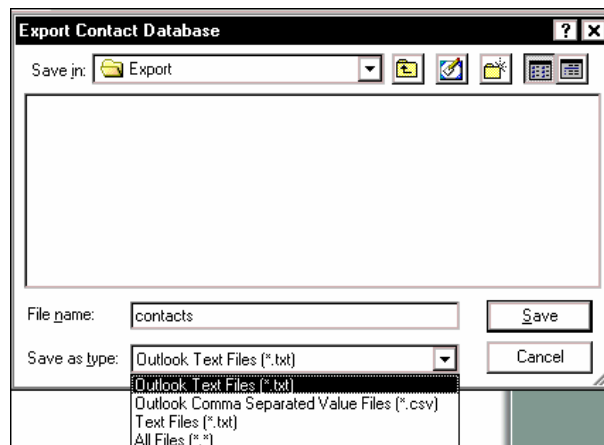 Export Contact Database
Save in: Export
File name: contacts Save
Save as type: Outlook Text Files (*.txt) Cancel
Outlook Text Files (*.txt)
Outlook Comma Separated Value Files (*.csv)
Text Files (*.txt)
All Files (*.*)